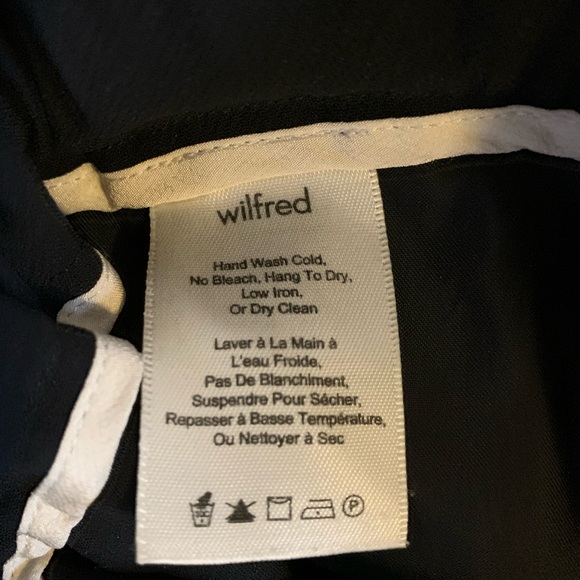 wilfred
Hand Wash Cold,
No Bleach, Hang To Dry,
Low Iron,
Or Dry Clean
Laver à La Main à
L'eau Froide,
Pas De Blanchiment,
Suspendre Pour Sécher,
Repasser à Basse Température,
Ou Nettoyer à Sec
P